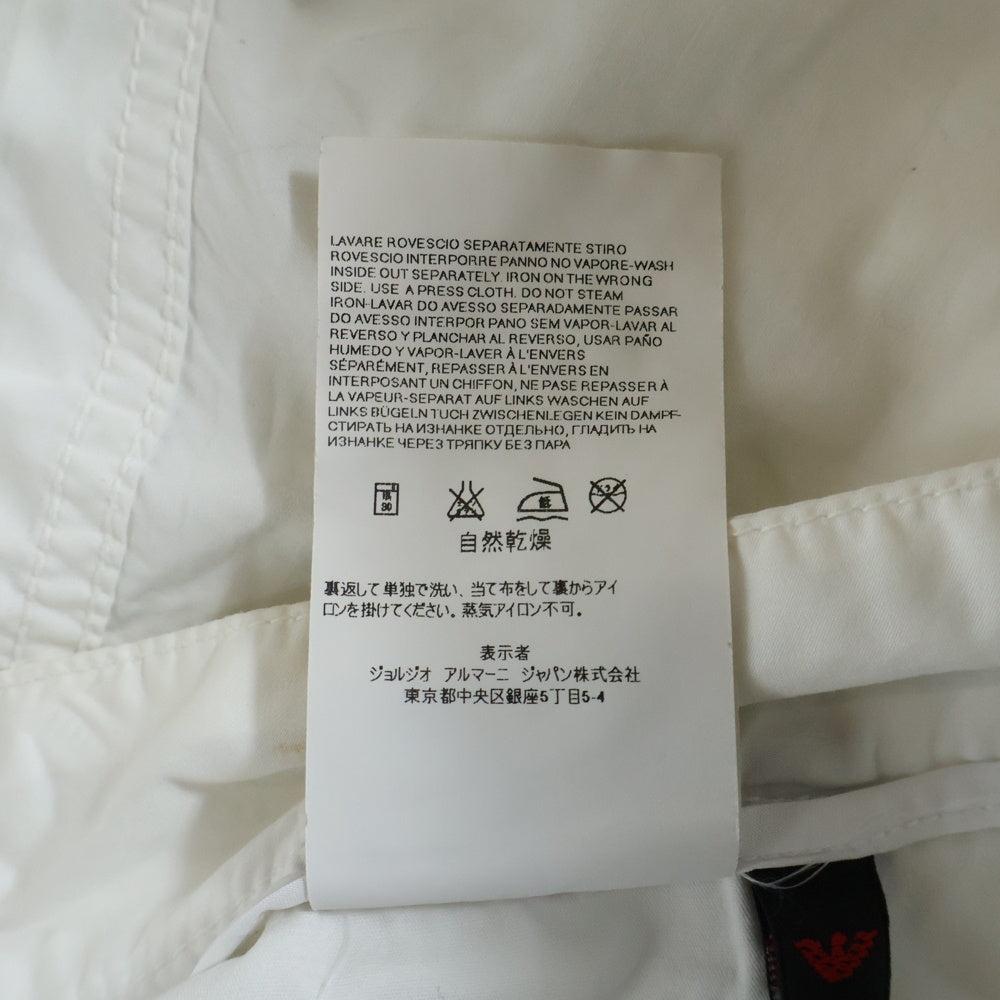 LAVARE ROVESCIO SEPARATAMENTE STIRO
ROVESCIO INTERPORRE PANNO NO VAPORE-WASH
INSIDE OUT SEPARATELY. IRON ON THE WRONG
SIDE. USE A PRESS CLOTH. DO NOT STEAM
IRON-LAVAR DO AVESSO SEPARADAMENTE PASSAR
DO AVESSO INTERPOR PANO SEM VAPOR-LAVAR AL
REVERSO Y PLANCHAR AL REVERSO, USAR PAÑO
HUMEDO Y VAPOR-LAVER À L'ENVERS
SÉPARÉMENT, REPASSER À L'ENVERS EN
INTERPOSANT UN CHIFFON, NE PASE REPASSER À
LA VAPEUR-SEPARAT AUF LINKS WASCHEN AUF
LINKS BÜGELN TUCH ZWISCHENLEGEN KEIN DAMPF-
СТИРАТЬ НА ИЗНАНКЕ ОТДЕЛЬНО, ГЛАДИТЬ НА
ИЗНАНКЕ ЧЕРЕЗ ТРЯПКУ БЕЗ ПАРА
低
自然乾燥
裏返して単独で洗い、当て布をして裏からアイ
ロンを掛けてください。蒸気アイロン不可。
表示者
ジョルジオ アルマーニ ジャパン株式会社
東京都中央区銀座5丁目5-4